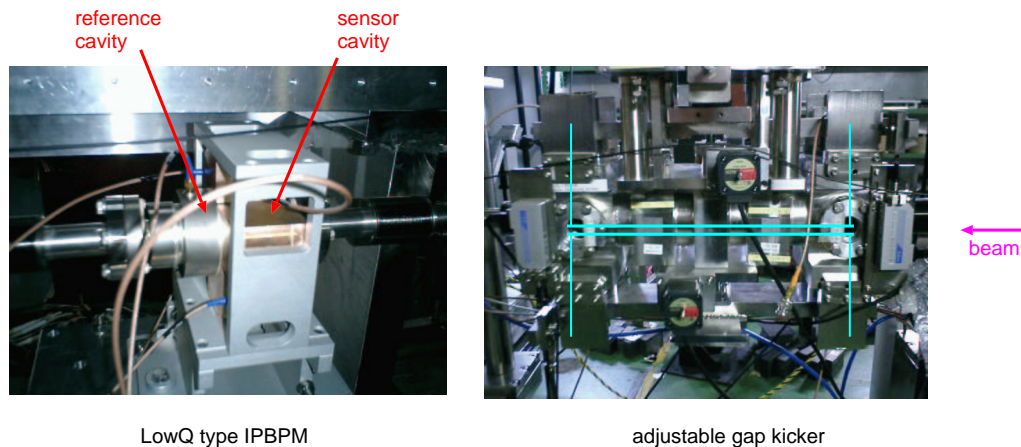 reference
cavity
sensor
cavity
beam
LowQ type IPBPM
adjustable gap kicker